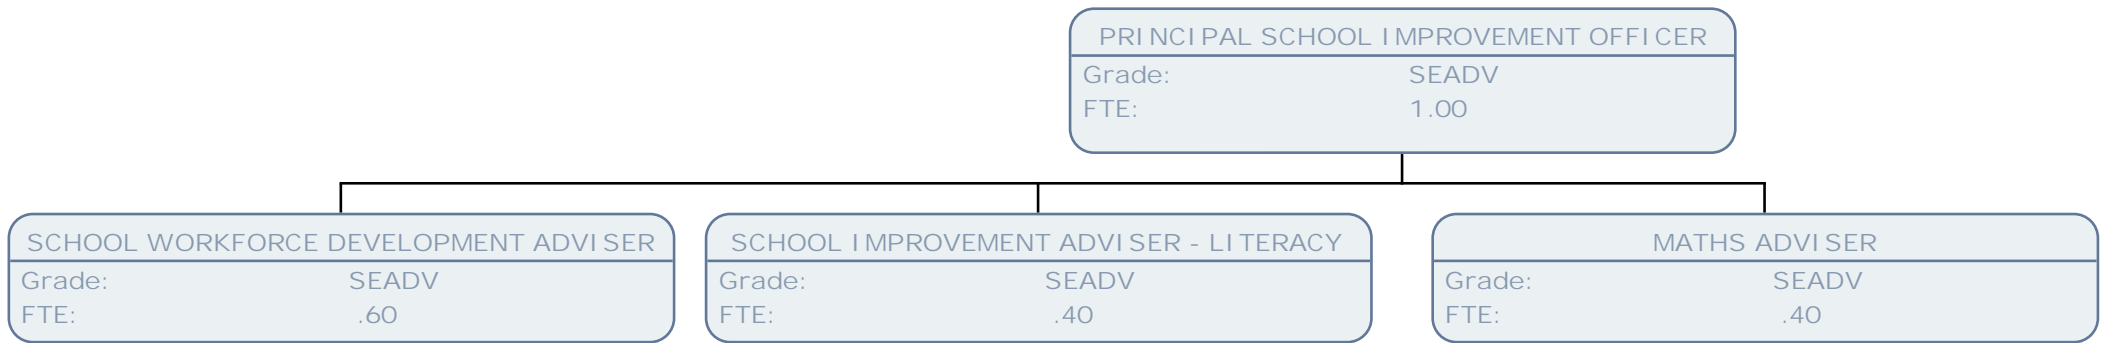 PRINCIPAL SCHOOL IMPROVEMENT OFFICER
Grade: SEADV
FTE: 1.00
SCHOOL WORKFORCE DEVELOPMENT ADVISER
Grade: SEADV
FTE: .60
SCHOOL IMPROVEMENT ADVISER - LITERACY
Grade: SEADV
FTE: .40
MATHS ADVISER
Grade: SEADV
FTE: .40